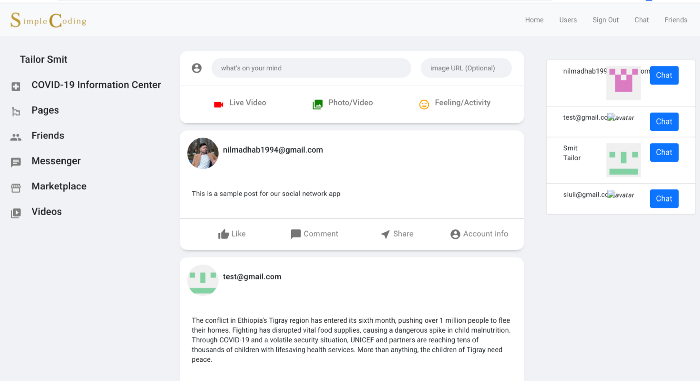 Simple Coding
Home Users Sign Out Chat Friends
Tailor Smit
COVID-19 Information Center
Pages
Friends
Messenger
Marketplace
Videos
what's on your mind
image URL (Optional)
Live Video Photo/Video Feeling/Activity
nilmadhab1994@gmail.com
This is a sample post for our social network app
Like Comment Share Account info
test@gmail.com
The conflict in Ethiopia's Tigray region has entered its sixth month, pushing over 1 million people to flee
their homes. Fighting has disrupted vital food supplies, causing a dangerous spike in child malnutrition.
Through COVID-19 and a volatile security situation, UNICEF and partners are reaching tens of
thousands of children with lifesaving health services. More than anything, the children of Tigray need
peace.
Chat
test@gmail.co avatar Chat
Smit
Tailor
Chat
siuli@gmail.co avatar Chat